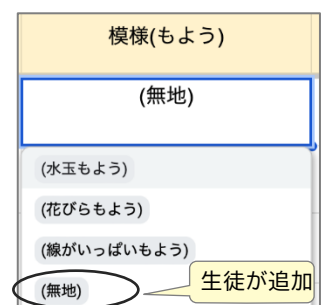 模様(もよう)
(無地)
(水玉もよう)
(花びらもよう)
(線がいっぱいもよう)
(無地)
生徒が追加